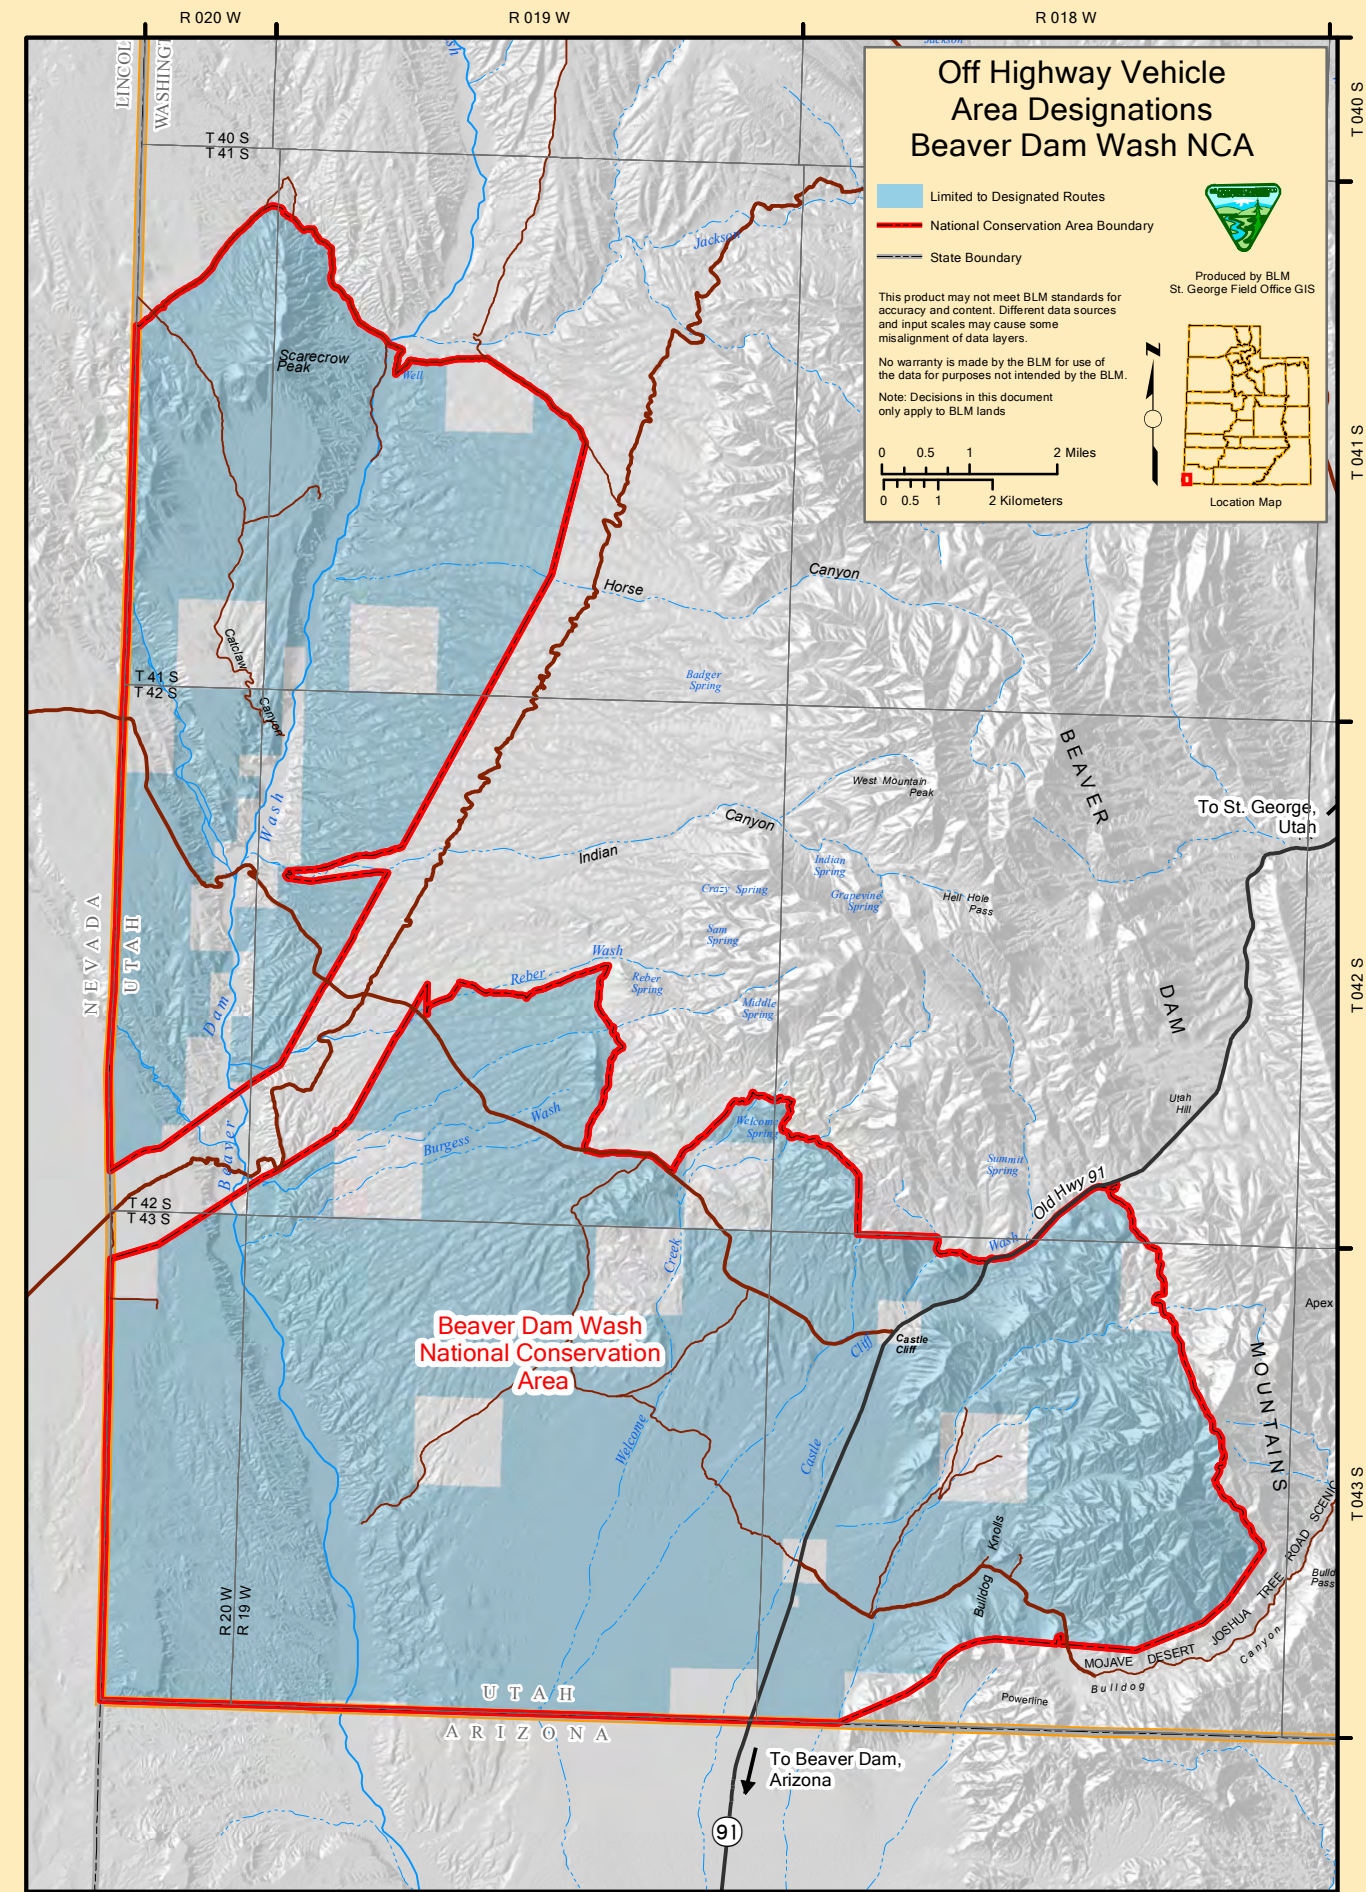 R 020 W
R 019 W
R 018 W
LINCOL
WASHINGT
T 40 S
T 41 S
Off Highway Vehicle
Area Designations
Beaver Dam Wash NCA
Limited to Designated Routes
National Conservation Area Boundary
State Boundary
Produced by BLM
St. George Field Office GIS
This product may not meet BLM standards for
accuracy and content. Different data sources
and input scales may cause some
misalignment of data layers.
No warranty is made by the BLM for use of
the data for purposes not intended by the BLM.
Note: Decisions in this document
only apply to BLM lands
0 0.5 1 2 Miles
0 0.5 1 2 Kilometers
N
Location Map
T 040 S
T 041 S
T 042 S
T 043 S
Jackson
Jackson
Scarecrow
Peak
Well
Horse
Canyon
Catclaw
Canyon
T 41 S
T 42 S
Badger
Spring
BEAVER
West Mountain
Peak
To St. George,
Utah
Wash
Canyon
Indian
Indian
Spring
Crazy Spring
Grapevine
Spring
Hell Hole
Pass
NEVADA
UTAH
Sam
Spring
Wash
Reber
Reber
Spring
Middle
Spring
DAM
Dam
Utah
Hill
Wash
Burgess
Welcome
Spring
Beaver
Summit
Spring
Old Hwy 91
T 42 S
T 43 S
Wash
Creek
Apex
Beaver Dam Wash
National Conservation
Area
Castle
Cliff
Cliff
MOUNTAINS
Welcome
Castle
Knolls
Bulldog
R 20 W
R 19 W
MOJAVE DESERT JOSHUA TREE ROAD SCENIC
Bulld
Pass
Canyon
Bulldog
Powerline
UTAH
ARIZONA
To Beaver Dam,
Arizona
91